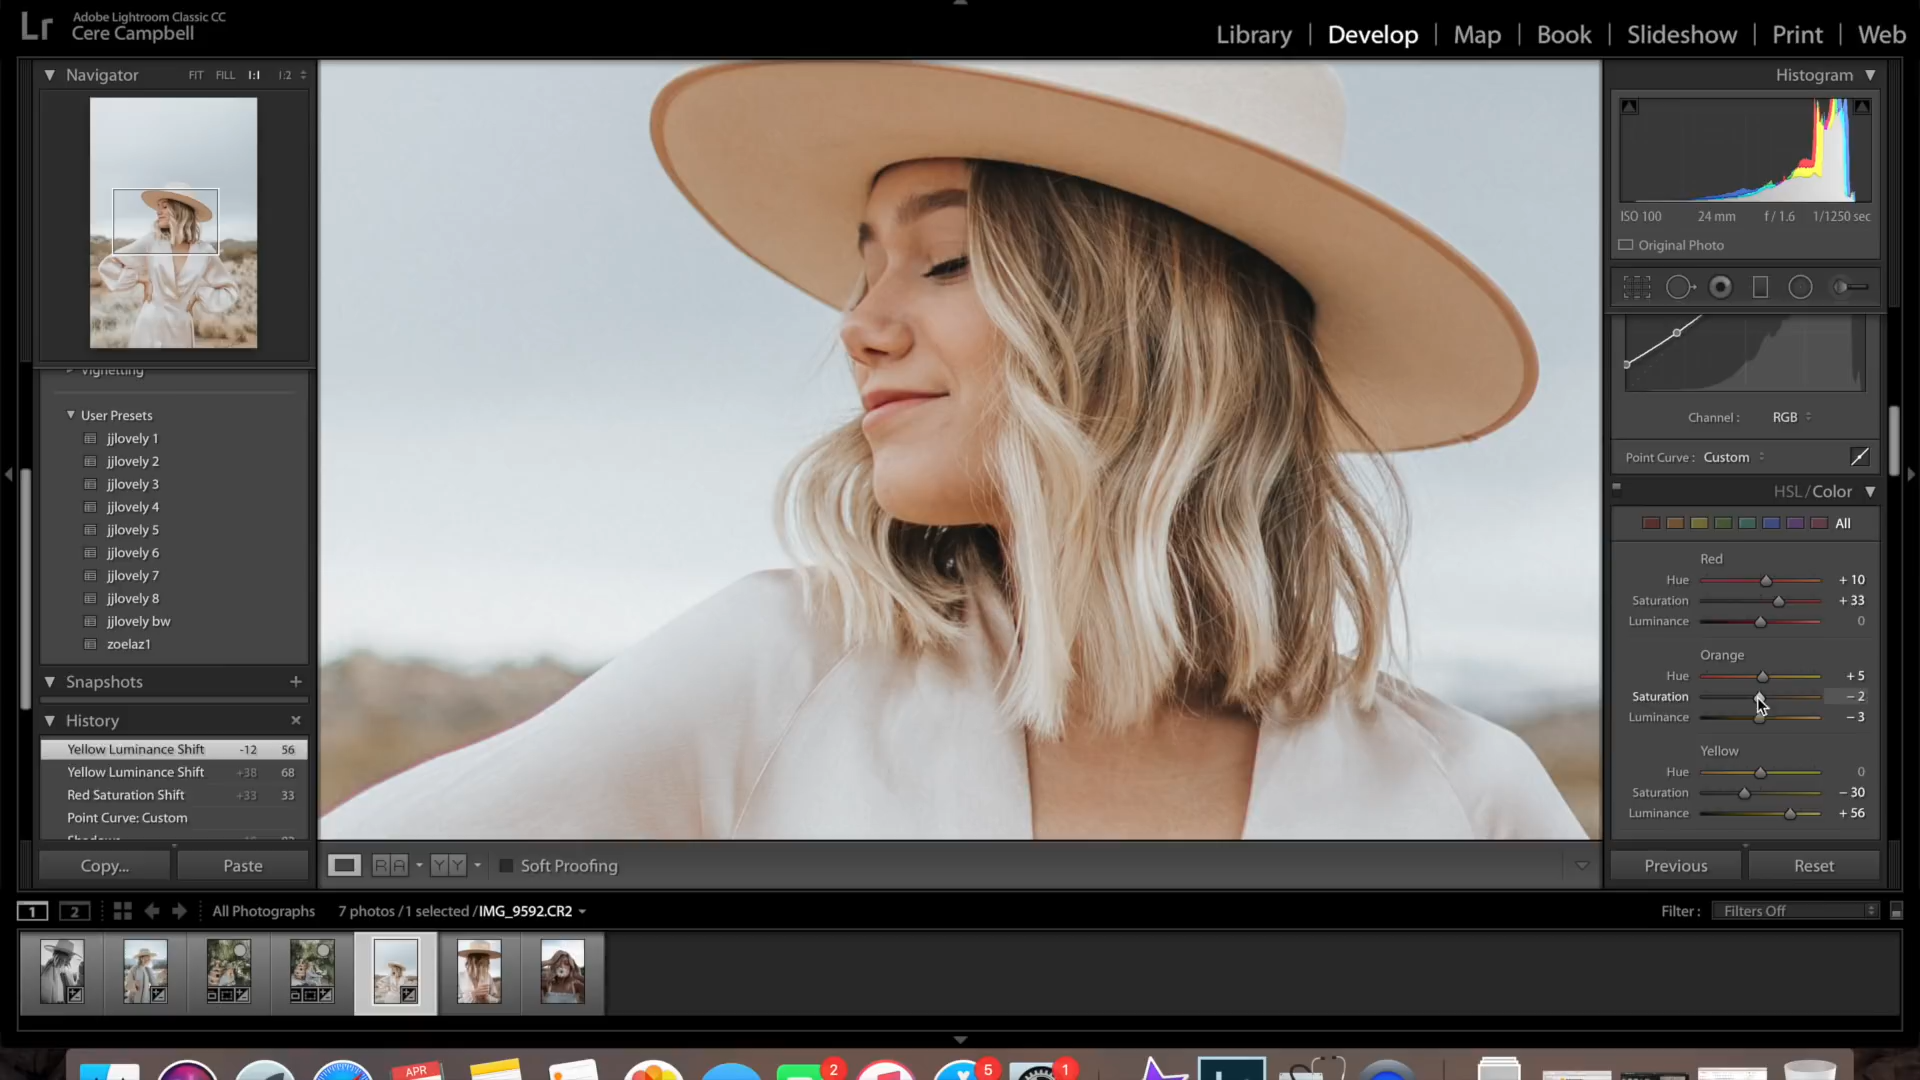 Lr
Adobe Lightroom Classic CC
Cere Campbell
Library | Develop | Map | Book | Slideshow | Print | Web
Navigator FIT FILL 1:1 1:2
Vignetting
User Presets
jjlovely 1
jjlovely 2
jjlovely 3
jjlovely 4
jjlovely 5
jjlovely 6
jjlovely 7
jjlovely 8
jjlovely bw
zoelaz1
Snapshots +
History ×
Yellow Luminance Shift -12 56
Yellow Luminance Shift +38 68
Red Saturation Shift +33 33
Point Curve: Custom
Copy... Paste
R A Y Y Soft Proofing
Histogram
ISO 100 24 mm f / 1.6 1/1250 sec
Original Photo
Channel : RGB
Point Curve : Custom
HSL / Color
All
Red
Hue + 10
Saturation + 33
Luminance 0
Orange
Hue + 5
Saturation – 2
Luminance – 3
Yellow
Hue 0
Saturation – 30
Luminance + 56
Previous Reset
1 2 All Photographs 7 photos / 1 selected / IMG_9592.CR2
Filter : Filters Off
APR 2 5 1
Lr